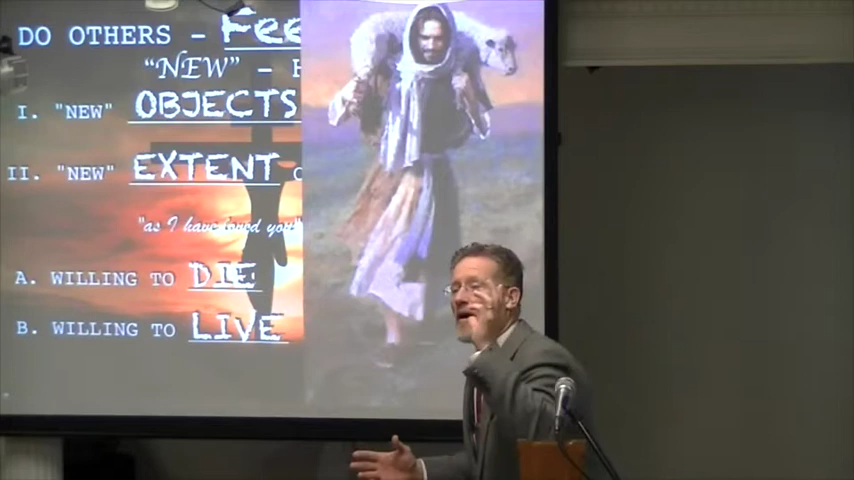 DO OTHERS – Fee
"NEW" –
I. "NEW" OBJECTS
II. "NEW" EXTENT
"as I have loved you"
A. WILLING TO DIE
B. WILLING TO LIVE